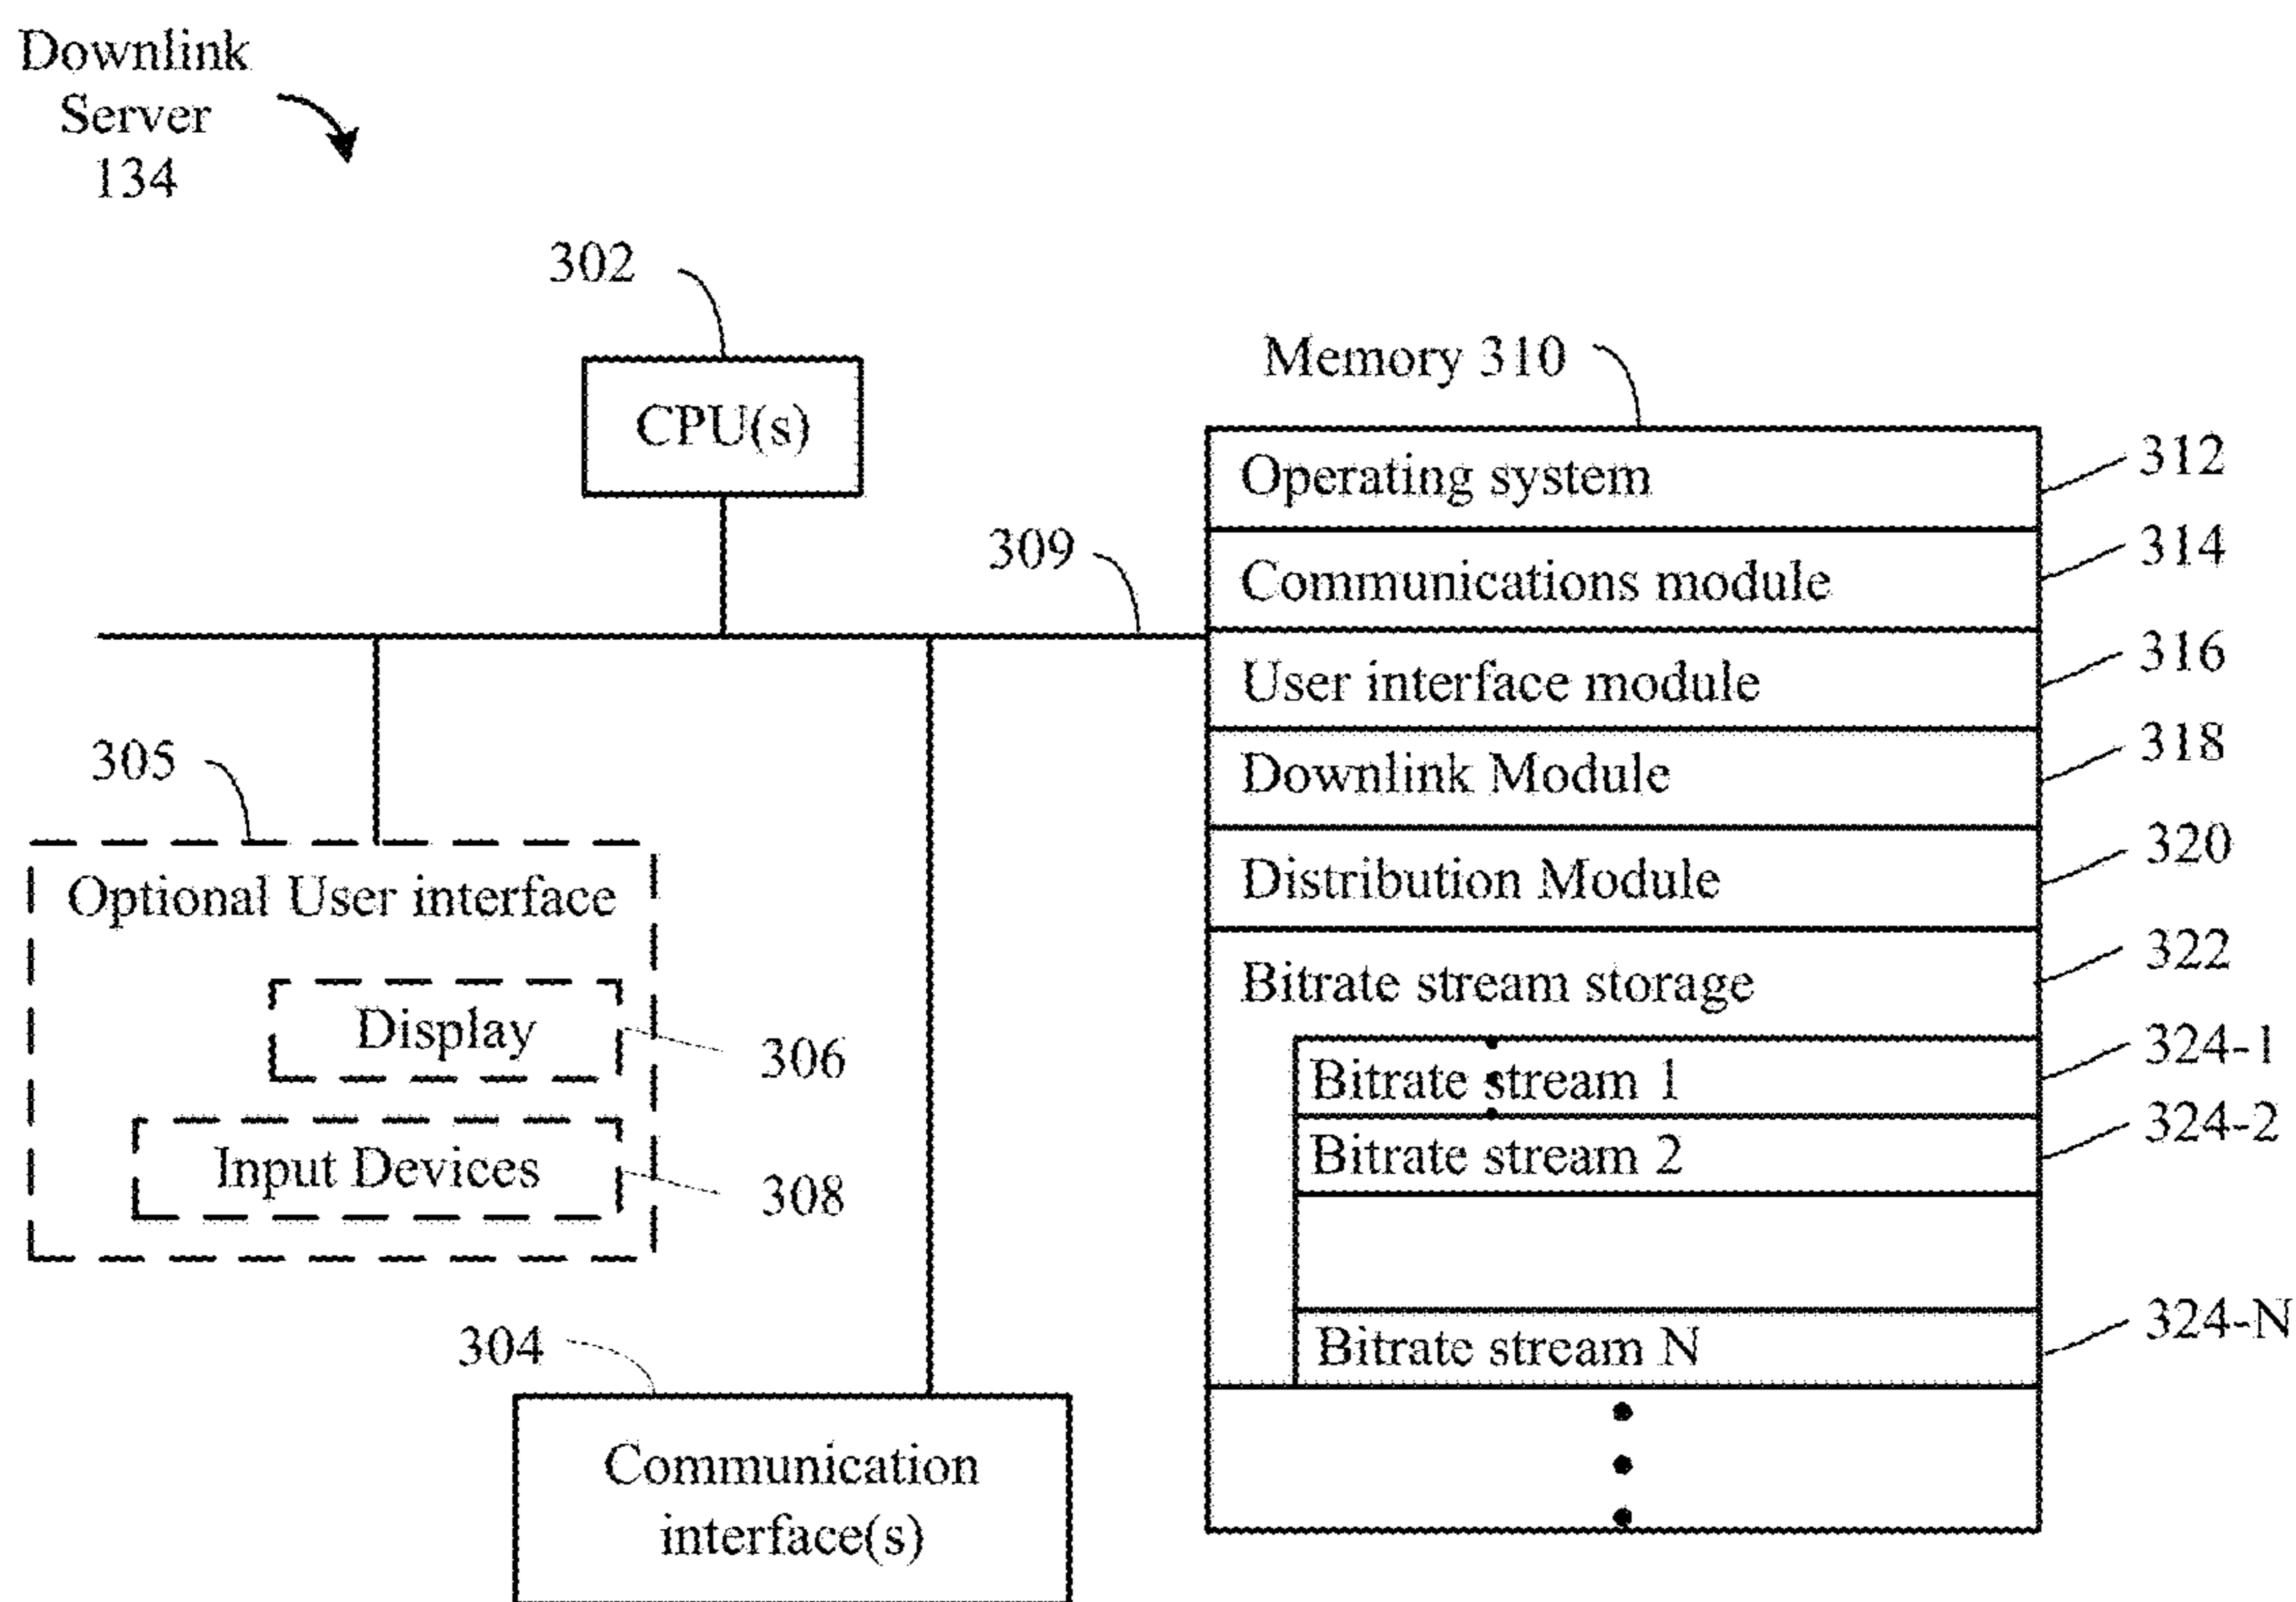 Downlink
Server
134
302
CPU(s)
309
305
Optional User interface
Display
306
Input Devices
308
304
Communication
interface(s)
Memory 310
Operating system
312
Communications module
314
User interface module
316
Downlink Module
318
Distribution Module
320
Bitrate stream storage
322
Bitrate stream 1
324-1
Bitrate stream 2
324-2
Bitrate stream N
324-N